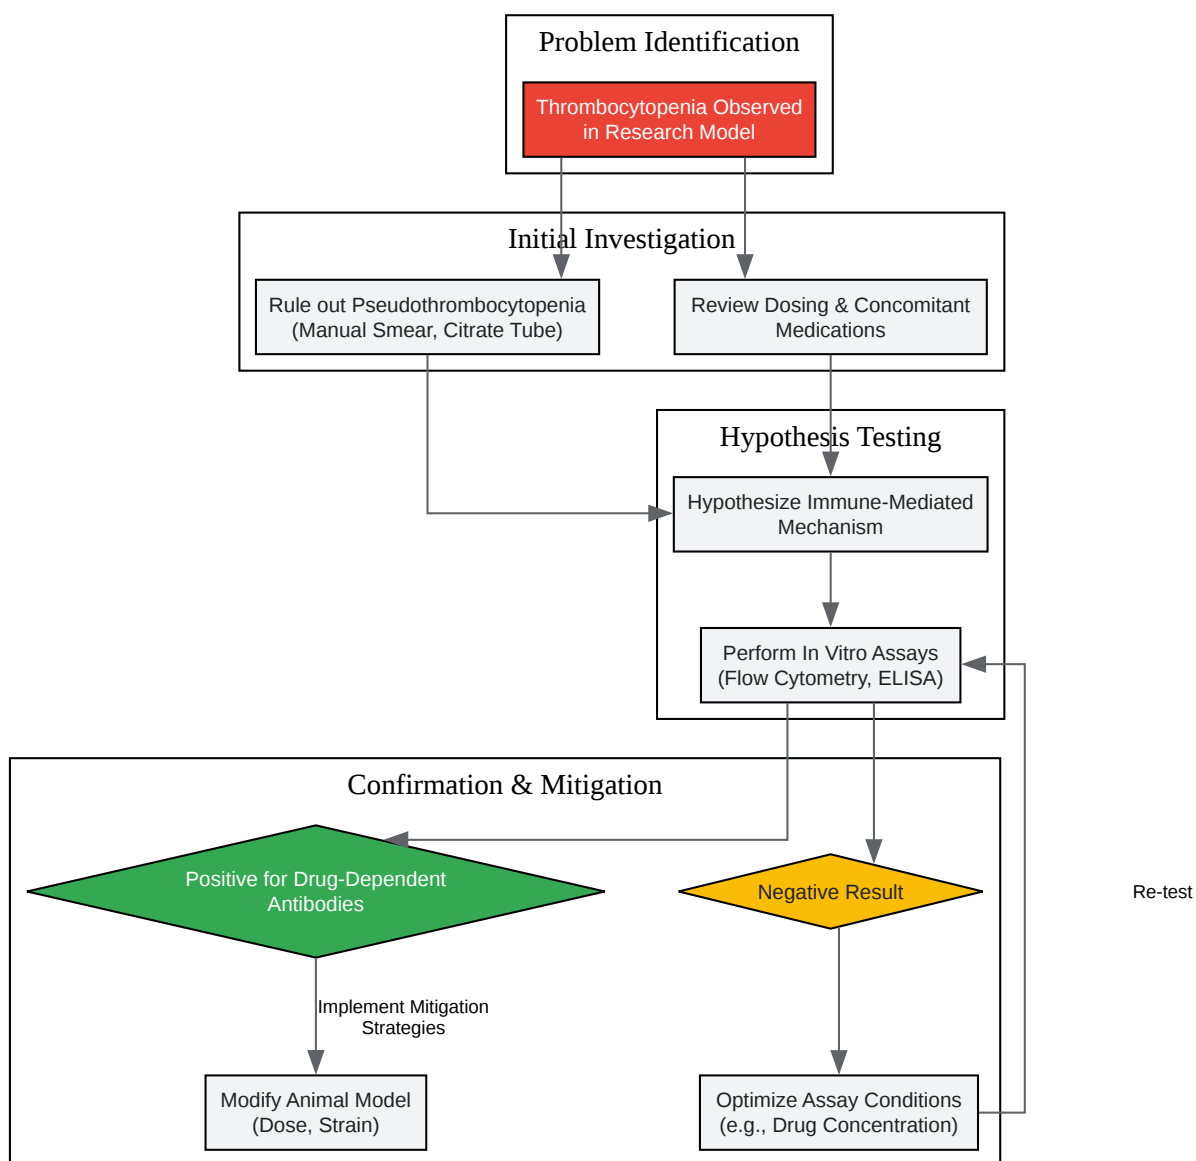 Problem Identification
Thrombocytopenia Observed
in Research Model
Initial Investigation
Rule out Pseudothrombocytopenia
(Manual Smear, Citrate Tube)
Review Dosing & Concomitant
Medications
Hypothesis Testing
Hypothesize Immune-Mediated
Mechanism
Perform In Vitro Assays
(Flow Cytometry, ELISA)
Confirmation & Mitigation
Positive for Drug-Dependent
Antibodies
Negative Result
Re-test
Implement Mitigation
Strategies
Modify Animal Model
(Dose, Strain)
Optimize Assay Conditions
(e.g., Drug Concentration)